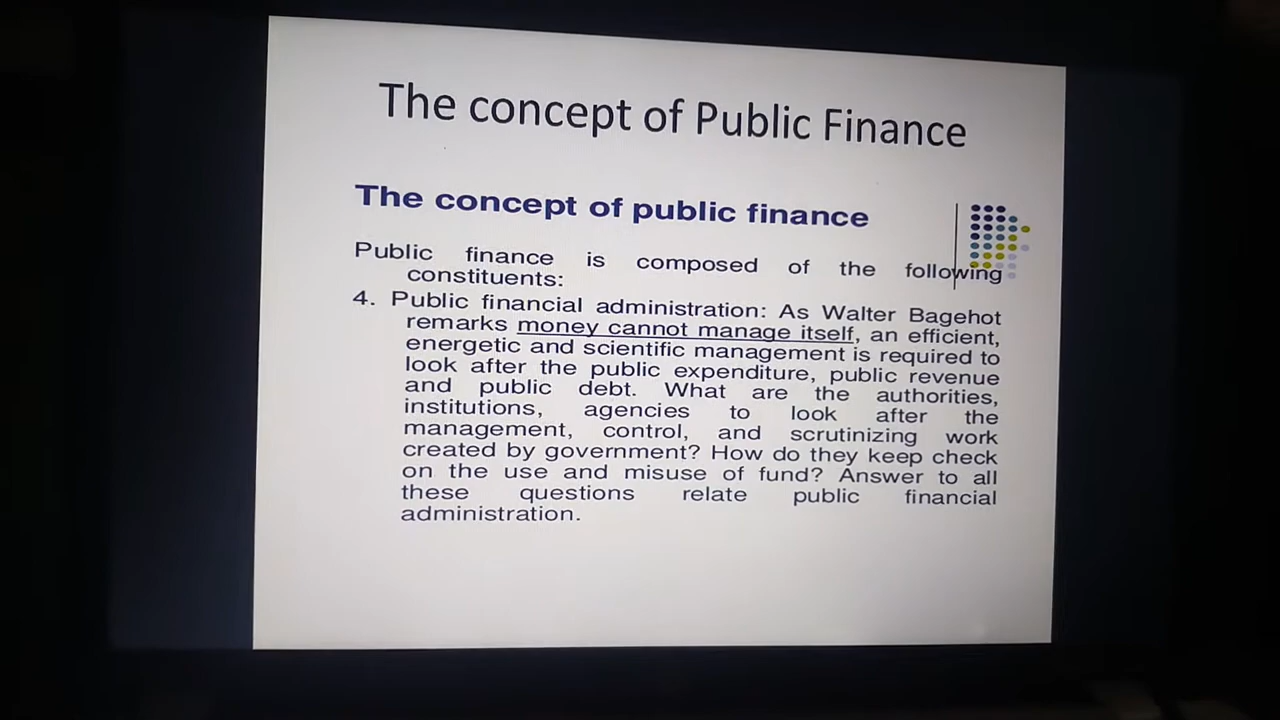 The concept of Public Finance
The concept of public finance
Public finance is composed of the following
constituents:
4. Public financial administration: As Walter Bagehot
remarks money cannot manage itself, an efficient,
energetic and scientific management is required to
look after the public expenditure, public revenue
and public debt. What are the authorities,
institutions, agencies to look after the
management, control, and scrutinizing work
created by government? How do they keep check
on the use and misuse of fund? Answer to all
these questions relate public financial
administration.